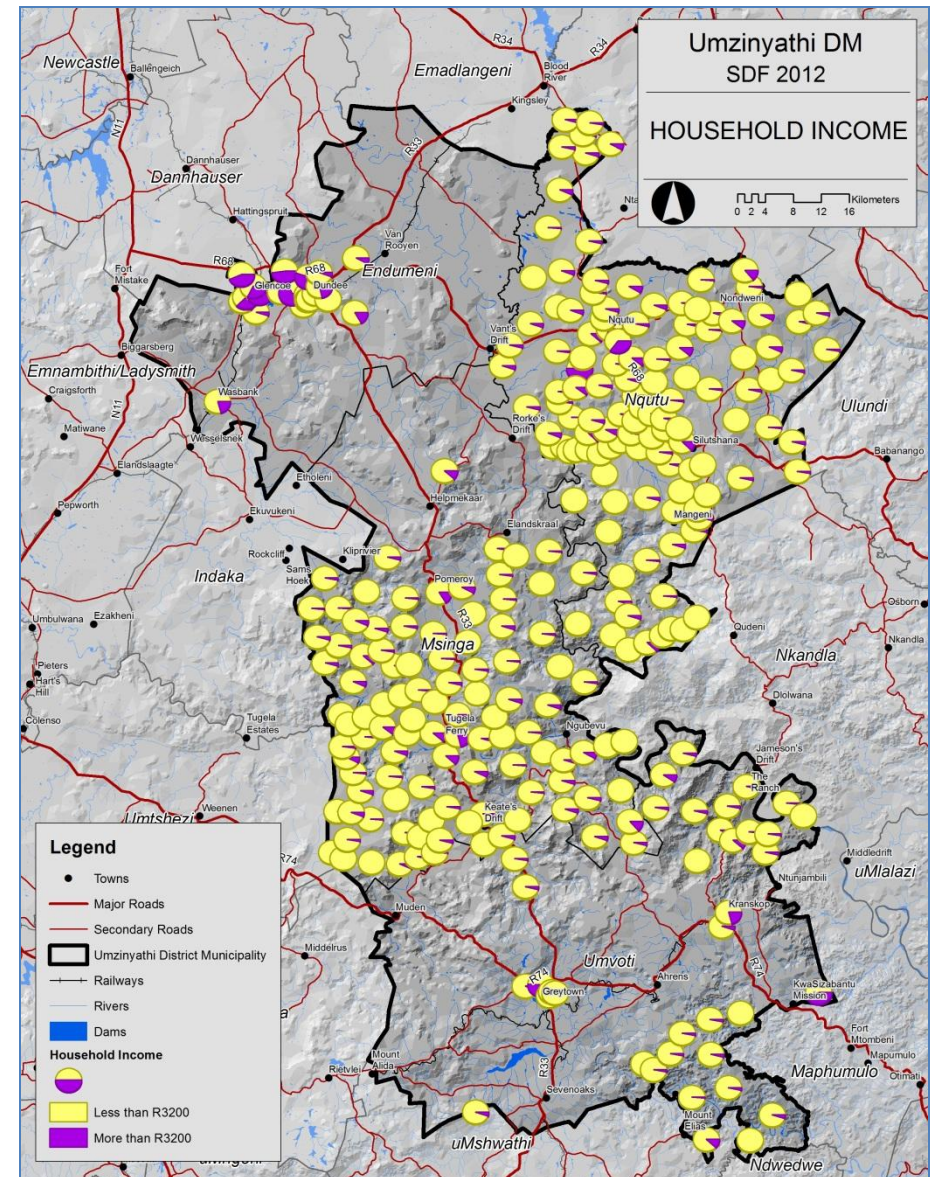 Umzinyathi DM
SDF 2012
HOUSEHOLD INCOME
Kilometers
0 2 4 8 12 16
Newcastle
Ballengeich
Emadlangeni
R34
R34
Blood
River
Kingsley
N11
R33
Dannhauser
Dannhauser
Hattingspruit
Nta
Van
Rooyen
R68
R68
Endumeni
Glencoe
Dundee
Fort
Mistake
Nondweni
Nqutu
Vant's
Drift
Biggarsberg
Emnambithi/Ladysmith
R68
Craigsforth
Wasbank
Nqutu
Ulundi
N11
Matiwane
Rorke's
Drift
Wesselsnek
Silutshana
Babanango
Elandslaagte
Etholeni
Pepworth
Helpmekaar
Ekuvukeni
Mangeni
Elandskraal
Rockcliff
Kliprivier
Sams
Hoek
Indaka
Pomeroy
Osborn
Umbulwana
Ezakheni
R33
Qudeni
Msinga
Nkandla
Nkandla
Pieters
Hart's
Hill
Dlolwana
Colenso
Tugela
Estates
Tugela
Ferry
Ngubevu
Jameson's
Drift
The
Ranch
Weenen
Umtshezi
Keate's
Drift
R74
Middledrift
uMlalazi
Ntunjambili
Muden
Kranskop
Middelrus
Umvoti
R74
R74
Ahrens
Greytown
KwaSizabantu
Mission
Fort
Mtombeni
Mapumulo
Maphumulo
Otimati
Mount
Alida
Rietvlei
R33
Sevenoaks
Mount
Elias
uMshwathi
Ndwedwe
Legend
Towns
Major Roads
Secondary Roads
Umzinyathi District Municipality
Railways
Rivers
Dams
Household Income
Less than R3200
More than R3200